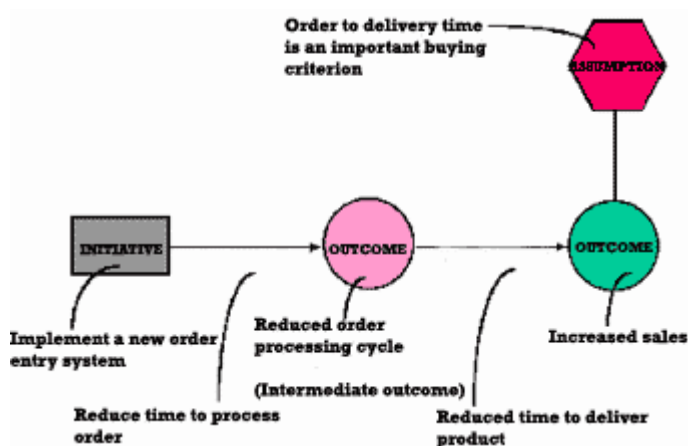 Order to delivery time
is an important buying
criterion
ASSUMPTION
INITIATIVE
OUTCOME
OUTCOME
Implement a new order
entry system
Reduced order
processing cycle
(Intermediate outcome)
Increased sales
Reduce time to process
order
Reduced time to deliver
product